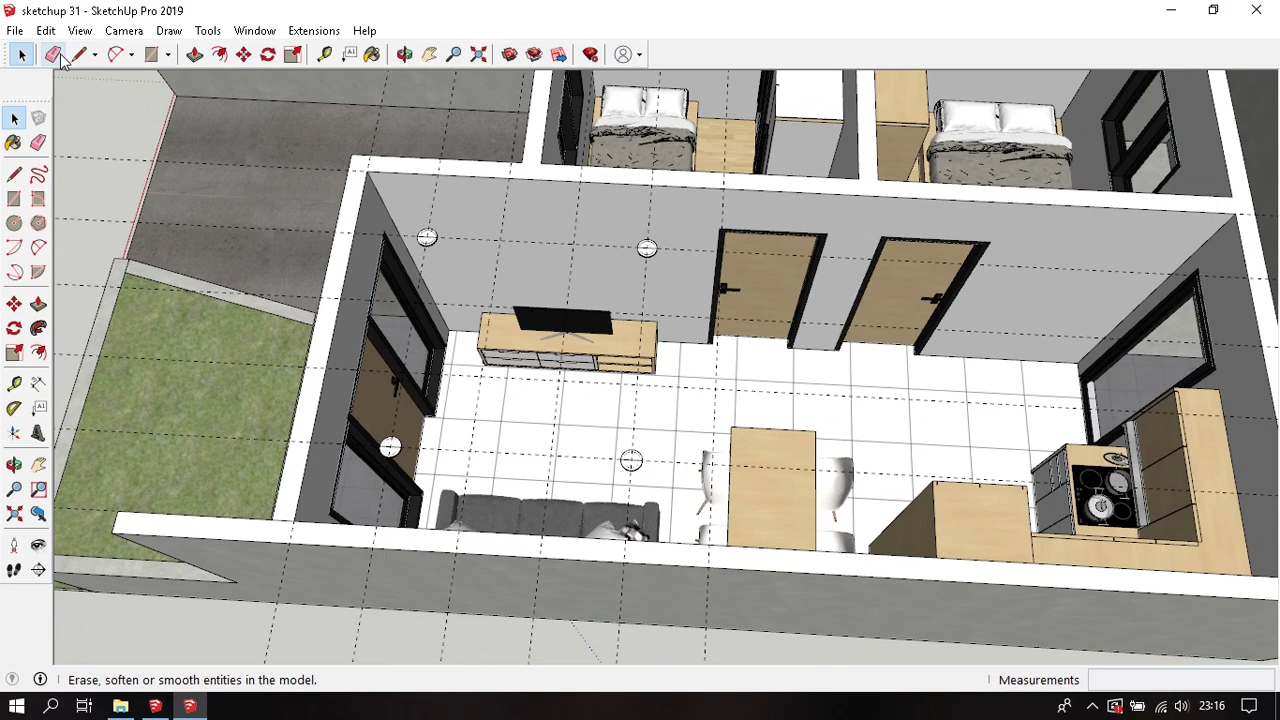 sketchup 31 - SketchUp Pro 2019
File Edit View Camera Draw Tools Window Extensions Help
Erase, soften or smooth entities in the model.
Measurements
23:16